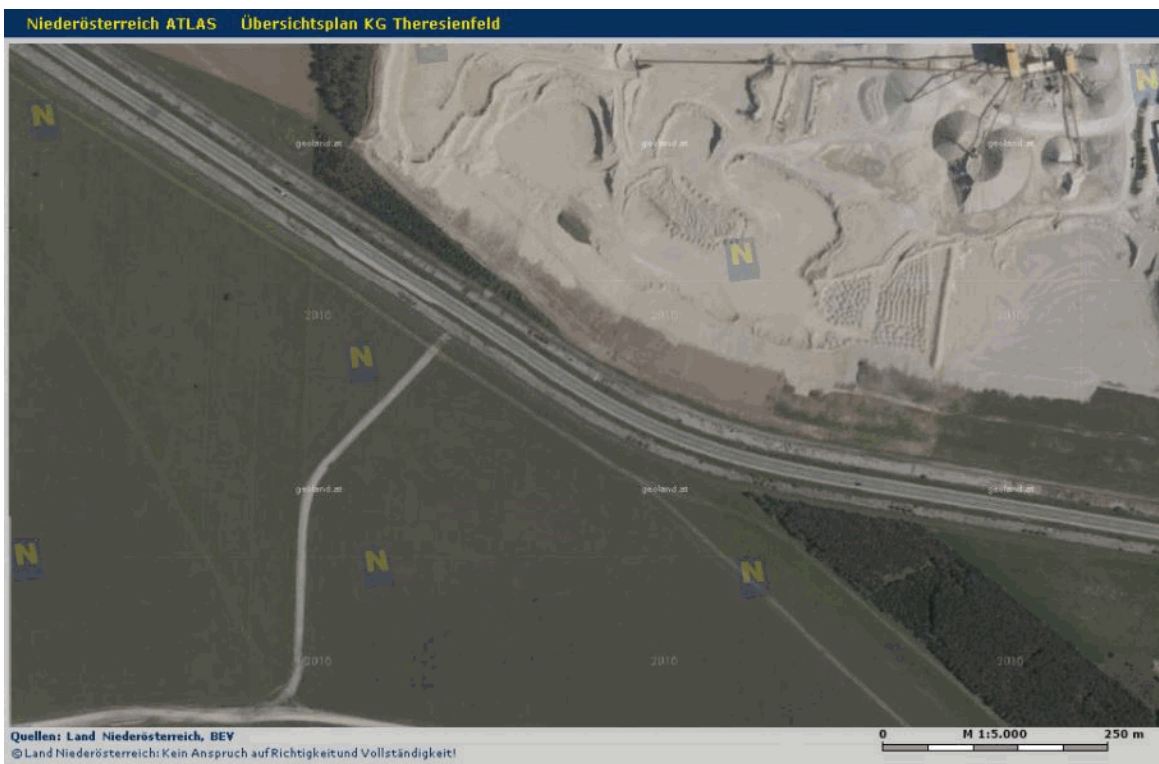 Niederösterreich ATLAS Übersichtsplan KG Theresienfeld
N
N
geoland.at geoland.at geoland.at
N
2010 2010 2010
N
geoland.at geoland.at geoland.at
N N N
2010 2010 2010
Quellen: Land Niederösterreich, BEV
0 M 1:5.000 250 m
© Land Niederösterreich: Kein Anspruch auf Richtigkeitund Vollständigkeit!